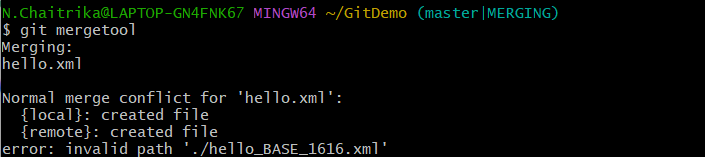 N.Chaitrika@LAPTOP-GN4FNK67 MINGW64 ~/GitDemo (master|MERGING)
$ git mergetool
Merging:
hello.xml
Normal merge conflict for 'hello.xml':
  {local}: created file
  {remote}: created file
error: invalid path './hello_BASE_1616.xml'